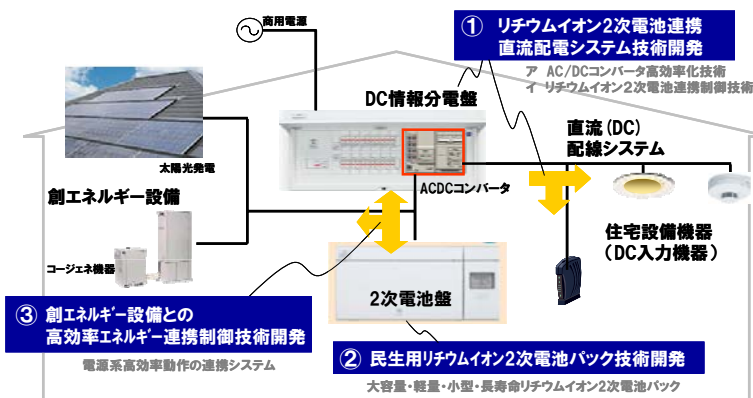 商用電源
① リチウムイオン2次電池連携
直流配電システム技術開発
ア AC/DCコンバータ高効率化技術
イ リチウムイオン2次電池連携制御技術
DC情報分電盤
直流(DC)
配線システム
太陽光発電
ACDCコンバータ
創エネルギー設備
住宅設備機器
(DC入力機器)
コージェネ機器
2次電池盤
③ 創エネルギー設備との
高効率エネルギー連携制御技術開発
電源系高効率動作の連携システム
② 民生用リチウムイオン2次電池パック技術開発
大容量・軽量・小型・長寿命リチウムイオン2次電池パック